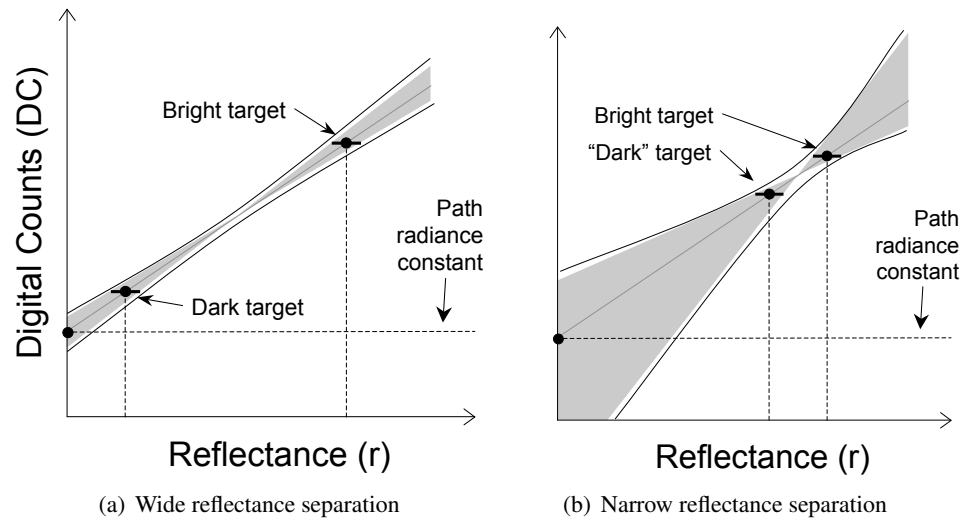 Digital Counts (DC)
Bright target
Path
radiance
constant
Dark target
Reflectance (r)
(a) Wide reflectance separation
Bright target
“Dark” target
Path
radiance
constant
Reflectance (r)
(b) Narrow reflectance separation